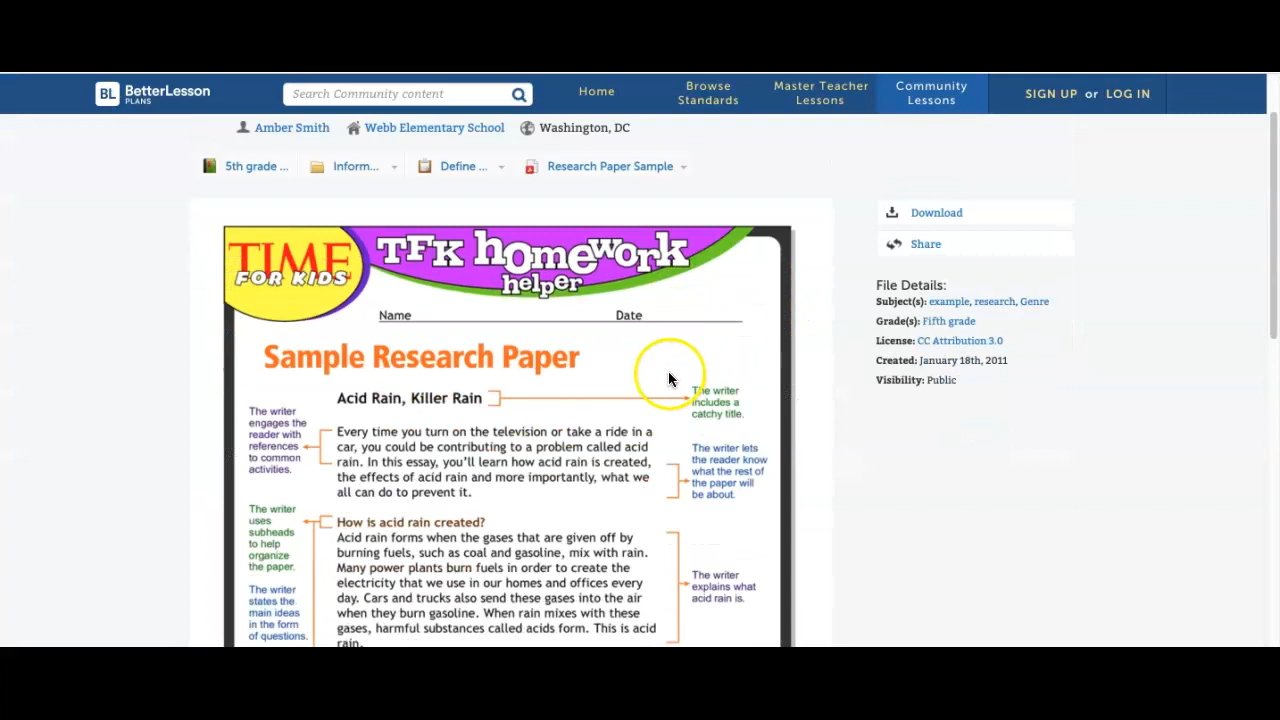 BL BetterLesson PLANS
Search Community content
Home
Browse Standards
Master Teacher Lessons
Community Lessons
SIGN UP or LOG IN
Amber Smith Webb Elementary School Washington, DC
5th grade ... Inform... Define ... Research Paper Sample
Download
Share
File Details:
Subject(s): example, research, Genre
Grade(s): Fifth grade
License: CC Attribution 3.0
Created: January 18th, 2011
Visibility: Public
TIME
FOR KIDS
TFK homework
helper
Name Date
Sample Research Paper
Acid Rain, Killer Rain
The writer
includes a
catchy title.
The writer
engages the
reader with
references
to common
activities.
Every time you turn on the television or take a ride in a
car, you could be contributing to a problem called acid
rain. In this essay, you'll learn how acid rain is created,
the effects of acid rain and more importantly, what we
all can do to prevent it.
The writer lets
the reader know
what the rest of
the paper will
be about.
The writer
uses
subheads
to help
organize
the paper.
How is acid rain created?
Acid rain forms when the gases that are given off by
burning fuels, such as coal and gasoline, mix with rain.
Many power plants burn fuels in order to create the
electricity that we use in our homes and offices every
day. Cars and trucks also send these gases into the air
when they burn gasoline. When rain mixes with these
gases, harmful substances called acids form. This is acid
rain.
The writer
explains what
acid rain is.
The writer
states the
main ideas
in the form
of questions.